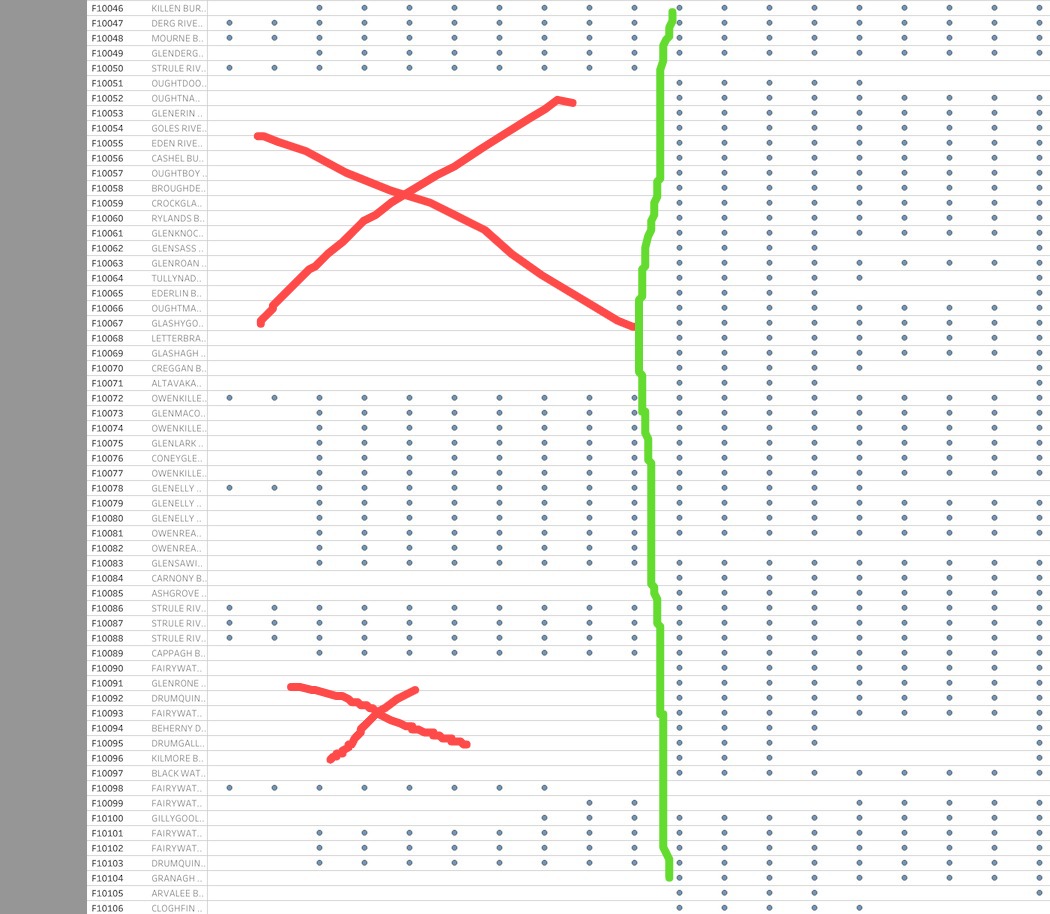 F10046 KILLEN BUR..
F10047 DERG RIVE..
F10048 MOURNE B..
F10049 GLENDERG..
F10050 STRULE RIV..
F10051 OUGHTDOO..
F10052 OUGHTNA..
F10053 GLENERIN ..
F10054 GOLES RIVE..
F10055 EDEN RIVE..
F10056 CASHEL BU..
F10057 OUGHTBOY ..
F10058 BROUGHDE..
F10059 CROCKGLA..
F10060 RYLANDS B..
F10061 GLENKNOC..
F10062 GLENSASS ..
F10063 GLENROAN ..
F10064 TULLYNAD..
F10065 EDERLIN B..
F10066 OUGHTMA..
F10067 GLASHYGO..
F10068 LETTERBRA..
F10069 GLASHAGH ..
F10070 CREGGAN B..
F10071 ALTAVAKA..
F10072 OWENKILLE..
F10073 GLENMACO..
F10074 OWENKILLE..
F10075 GLENLARK ..
F10076 CONEYGLE..
F10077 OWENKILLE..
F10078 GLENELLY ..
F10079 GLENELLY ..
F10080 GLENELLY ..
F10081 OWENREA..
F10082 OWENREA..
F10083 GLENSAWI..
F10084 CARNONY B..
F10085 ASHGROVE ..
F10086 STRULE RIV..
F10087 STRULE RIV..
F10088 STRULE RIV..
F10089 CAPPAGH B..
F10090 FAIRYWAT..
F10091 GLENRONE ..
F10092 DRUMQUIN..
F10093 FAIRYWAT..
F10094 BEHERNY D..
F10095 DRUMGALL..
F10096 KILMORE B..
F10097 BLACK WAT..
F10098 FAIRYWAT..
F10099 FAIRYWAT..
F10100 GILLYGOOL..
F10101 FAIRYWAT..
F10102 FAIRYWAT..
F10103 DRUMQUIN..
F10104 GRANAGH ..
F10105 ARVALEE B..
F10106 CLOGHFIN ..